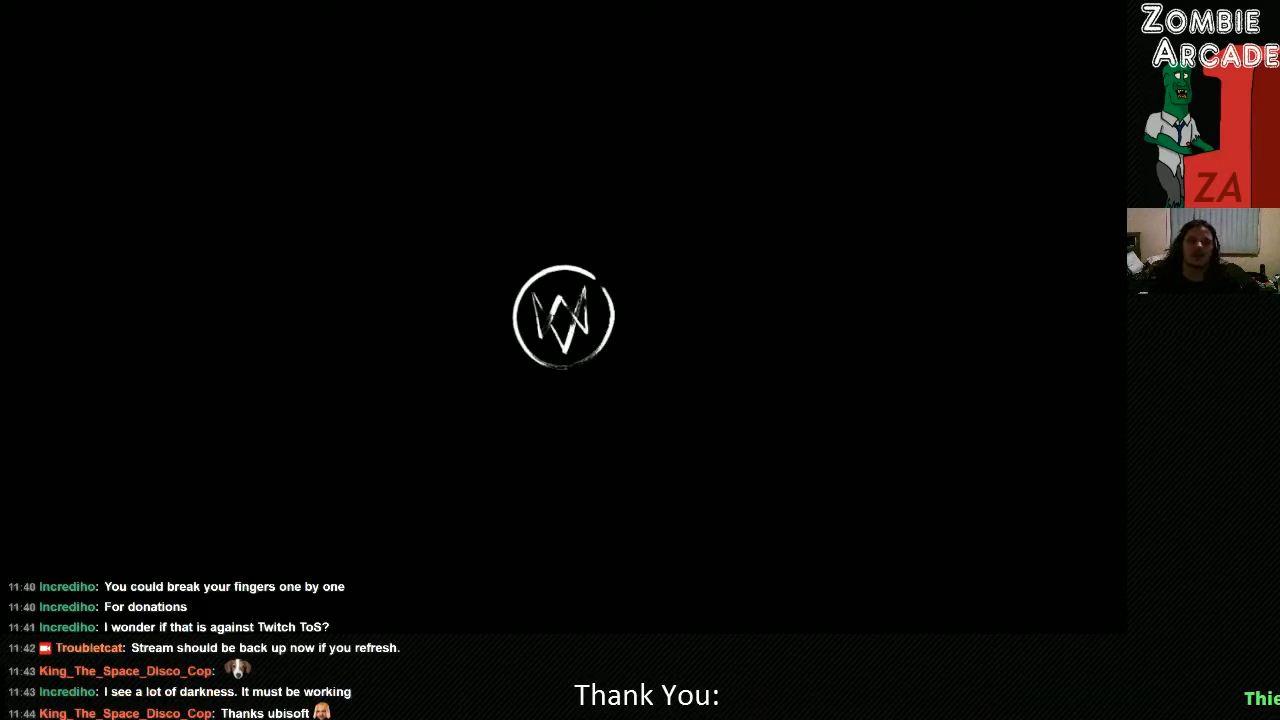 ZOMBIE
ARCADE
ZA
11:40 Incrediho: You could break your fingers one by one
11:40 Incrediho: For donations
11:41 Incrediho: I wonder if that is against Twitch ToS?
11:42 Troubletcat: Stream should be back up now if you refresh.
11:43 King_The_Space_Disco_Cop:
11:43 Incrediho: I see a lot of darkness. It must be working
11:44 King_The_Space_Disco_Cop: Thanks ubisoft
Thank You:
Thie